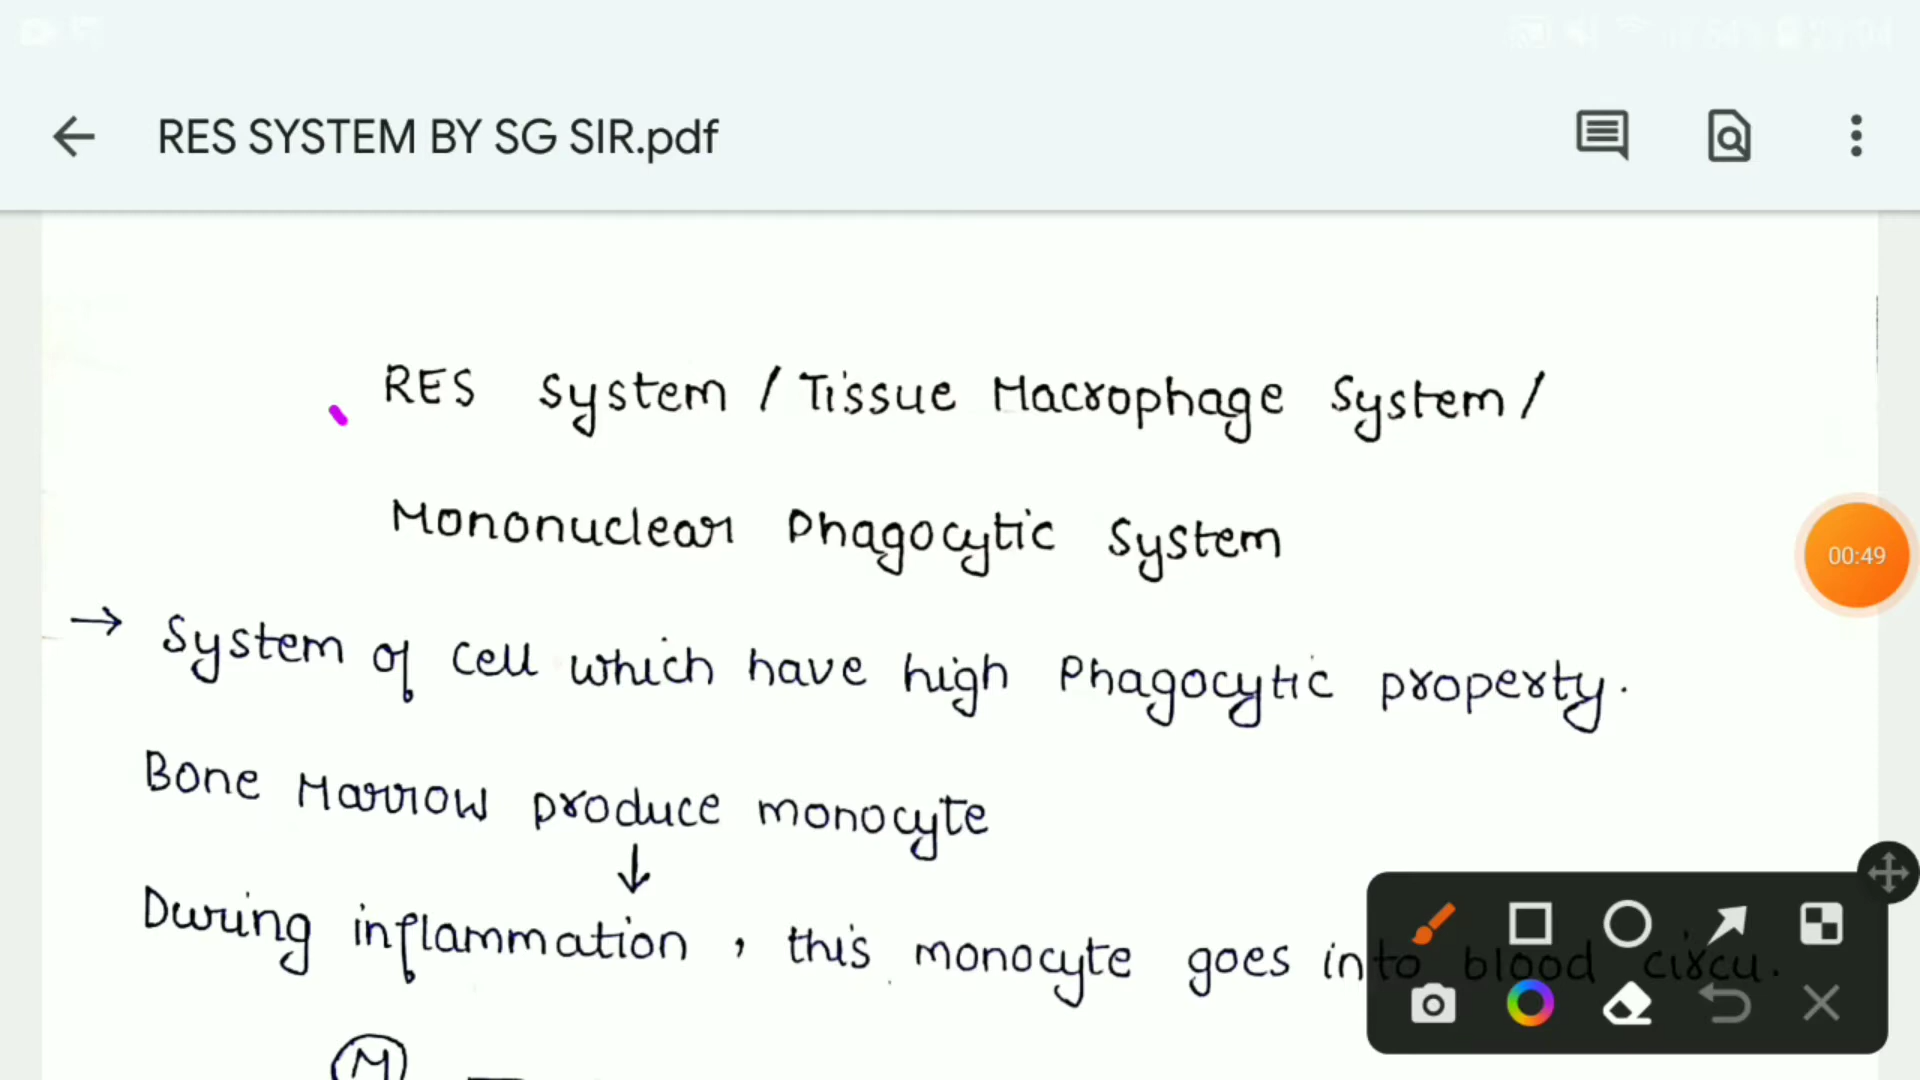 RES SYSTEM BY SG SIR.pdf
RES System / Tissue Macrophage System /
Mononuclear Phagocytic System
→ System of cell which have high Phagocytic property.
Bone Marrow produce monocyte
↓
During inflammation, this monocyte goes into blood circu.
M
00:49